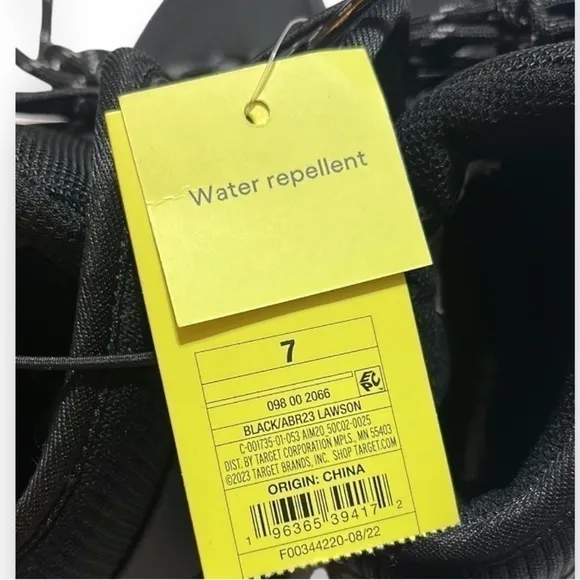 Water repellent
7
EPC
098 00 2066
BLACK/ABR23 LAWSON
C-001735-01-053 AIM20 50C02-0025
DIST. BY TARGET CORPORATION MPLS., MN 55403
©2023 TARGET BRANDS, INC. SHOP TARGET.COM
ORIGIN: CHINA
1 96365 39417 2
F00344220-08/22